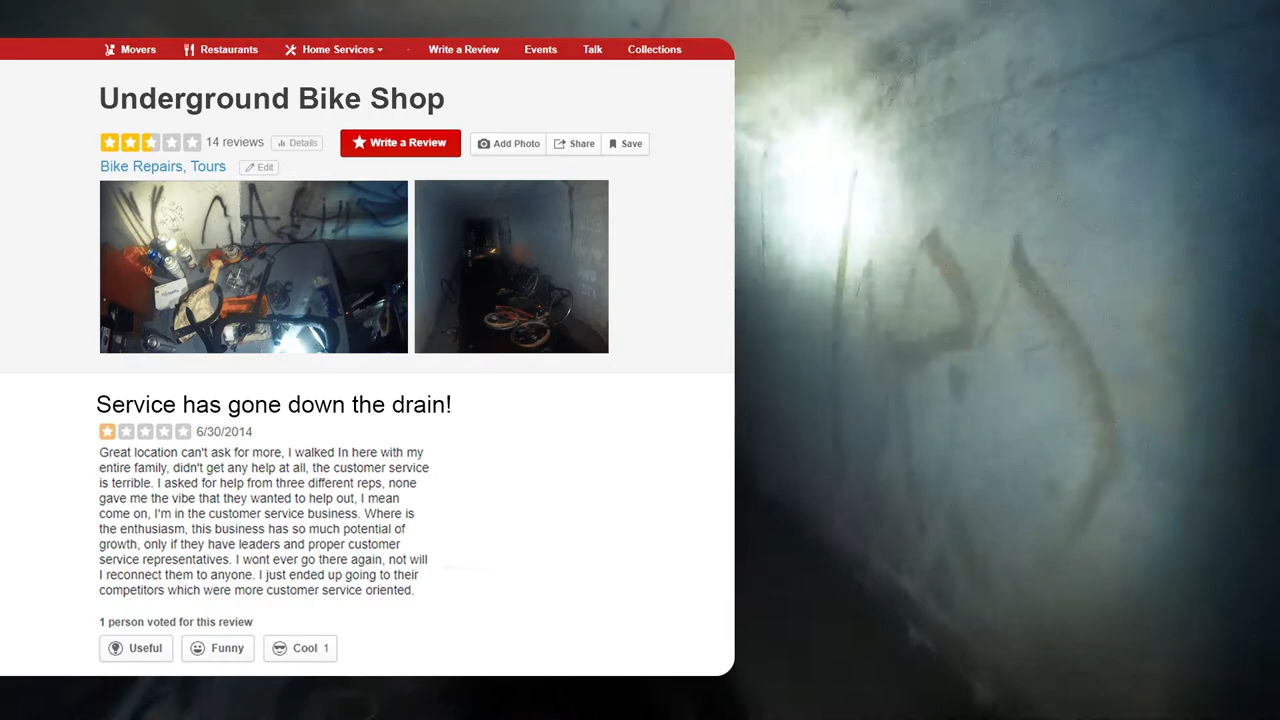 Movers Restaurants Home Services · Write a Review Events Talk Collections
Underground Bike Shop
14 reviews Details Write a Review Add Photo Share Save
Bike Repairs, Tours Edit
Service has gone down the drain!
6/30/2014
Great location can't ask for more, I walked In here with my
entire family, didn't get any help at all, the customer service
is terrible. I asked for help from three different reps, none
gave me the vibe that they wanted to help out, I mean
come on, I'm in the customer service business. Where is
the enthusiasm, this business has so much potential of
growth, only if they have leaders and proper customer
service representatives. I wont ever go there again, not will
I reconnect them to anyone. I just ended up going to their
competitors which were more customer service oriented.
1 person voted for this review
Useful Funny Cool 1